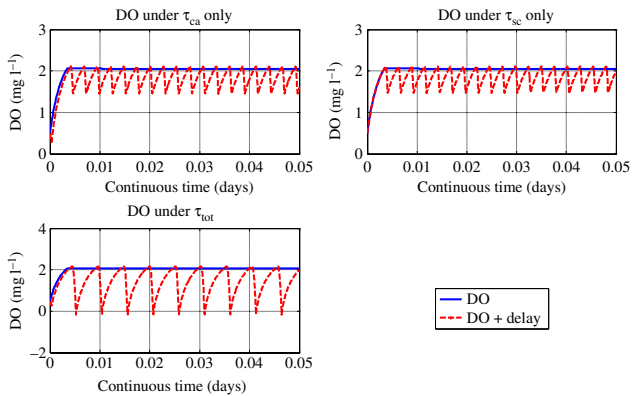 DO under τca only
3
2
1
0
DO (mg l⁻¹)
0 0.01 0.02 0.03 0.04 0.05
Continuous time (days)
DO under τsc only
3
2
1
0
DO (mg l⁻¹)
0 0.01 0.02 0.03 0.04 0.05
Continuous time (days)
DO under τtot
4
2
0
−2
DO (mg l⁻¹)
0 0.01 0.02 0.03 0.04 0.05
Continuous time (days)
DO
DO + delay